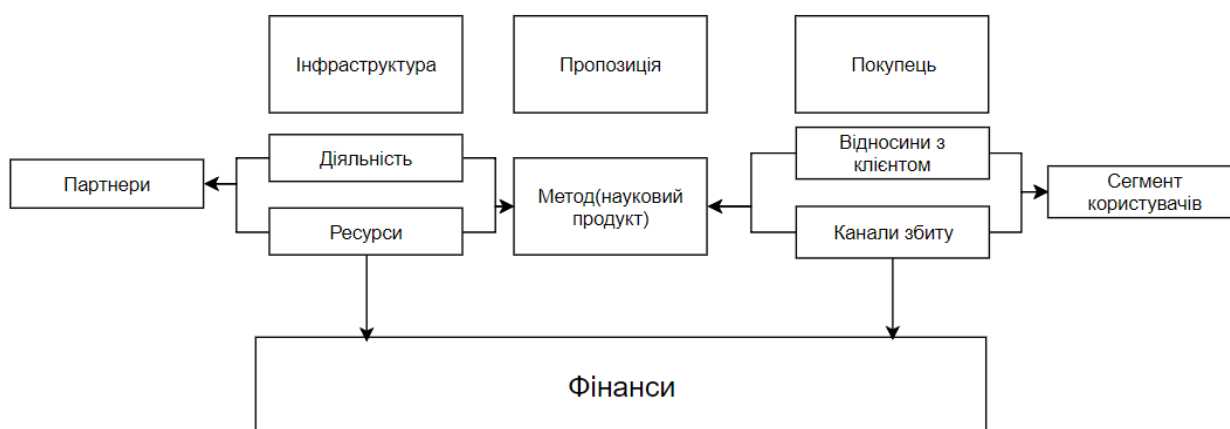 Інфраструктура
Пропозиція
Покупець
Діяльність
Відносини з
клієнтом
Партнери
Метод(науковий
продукт)
Сегмент
користувачів
Ресурси
Канали збиту
Фінанси